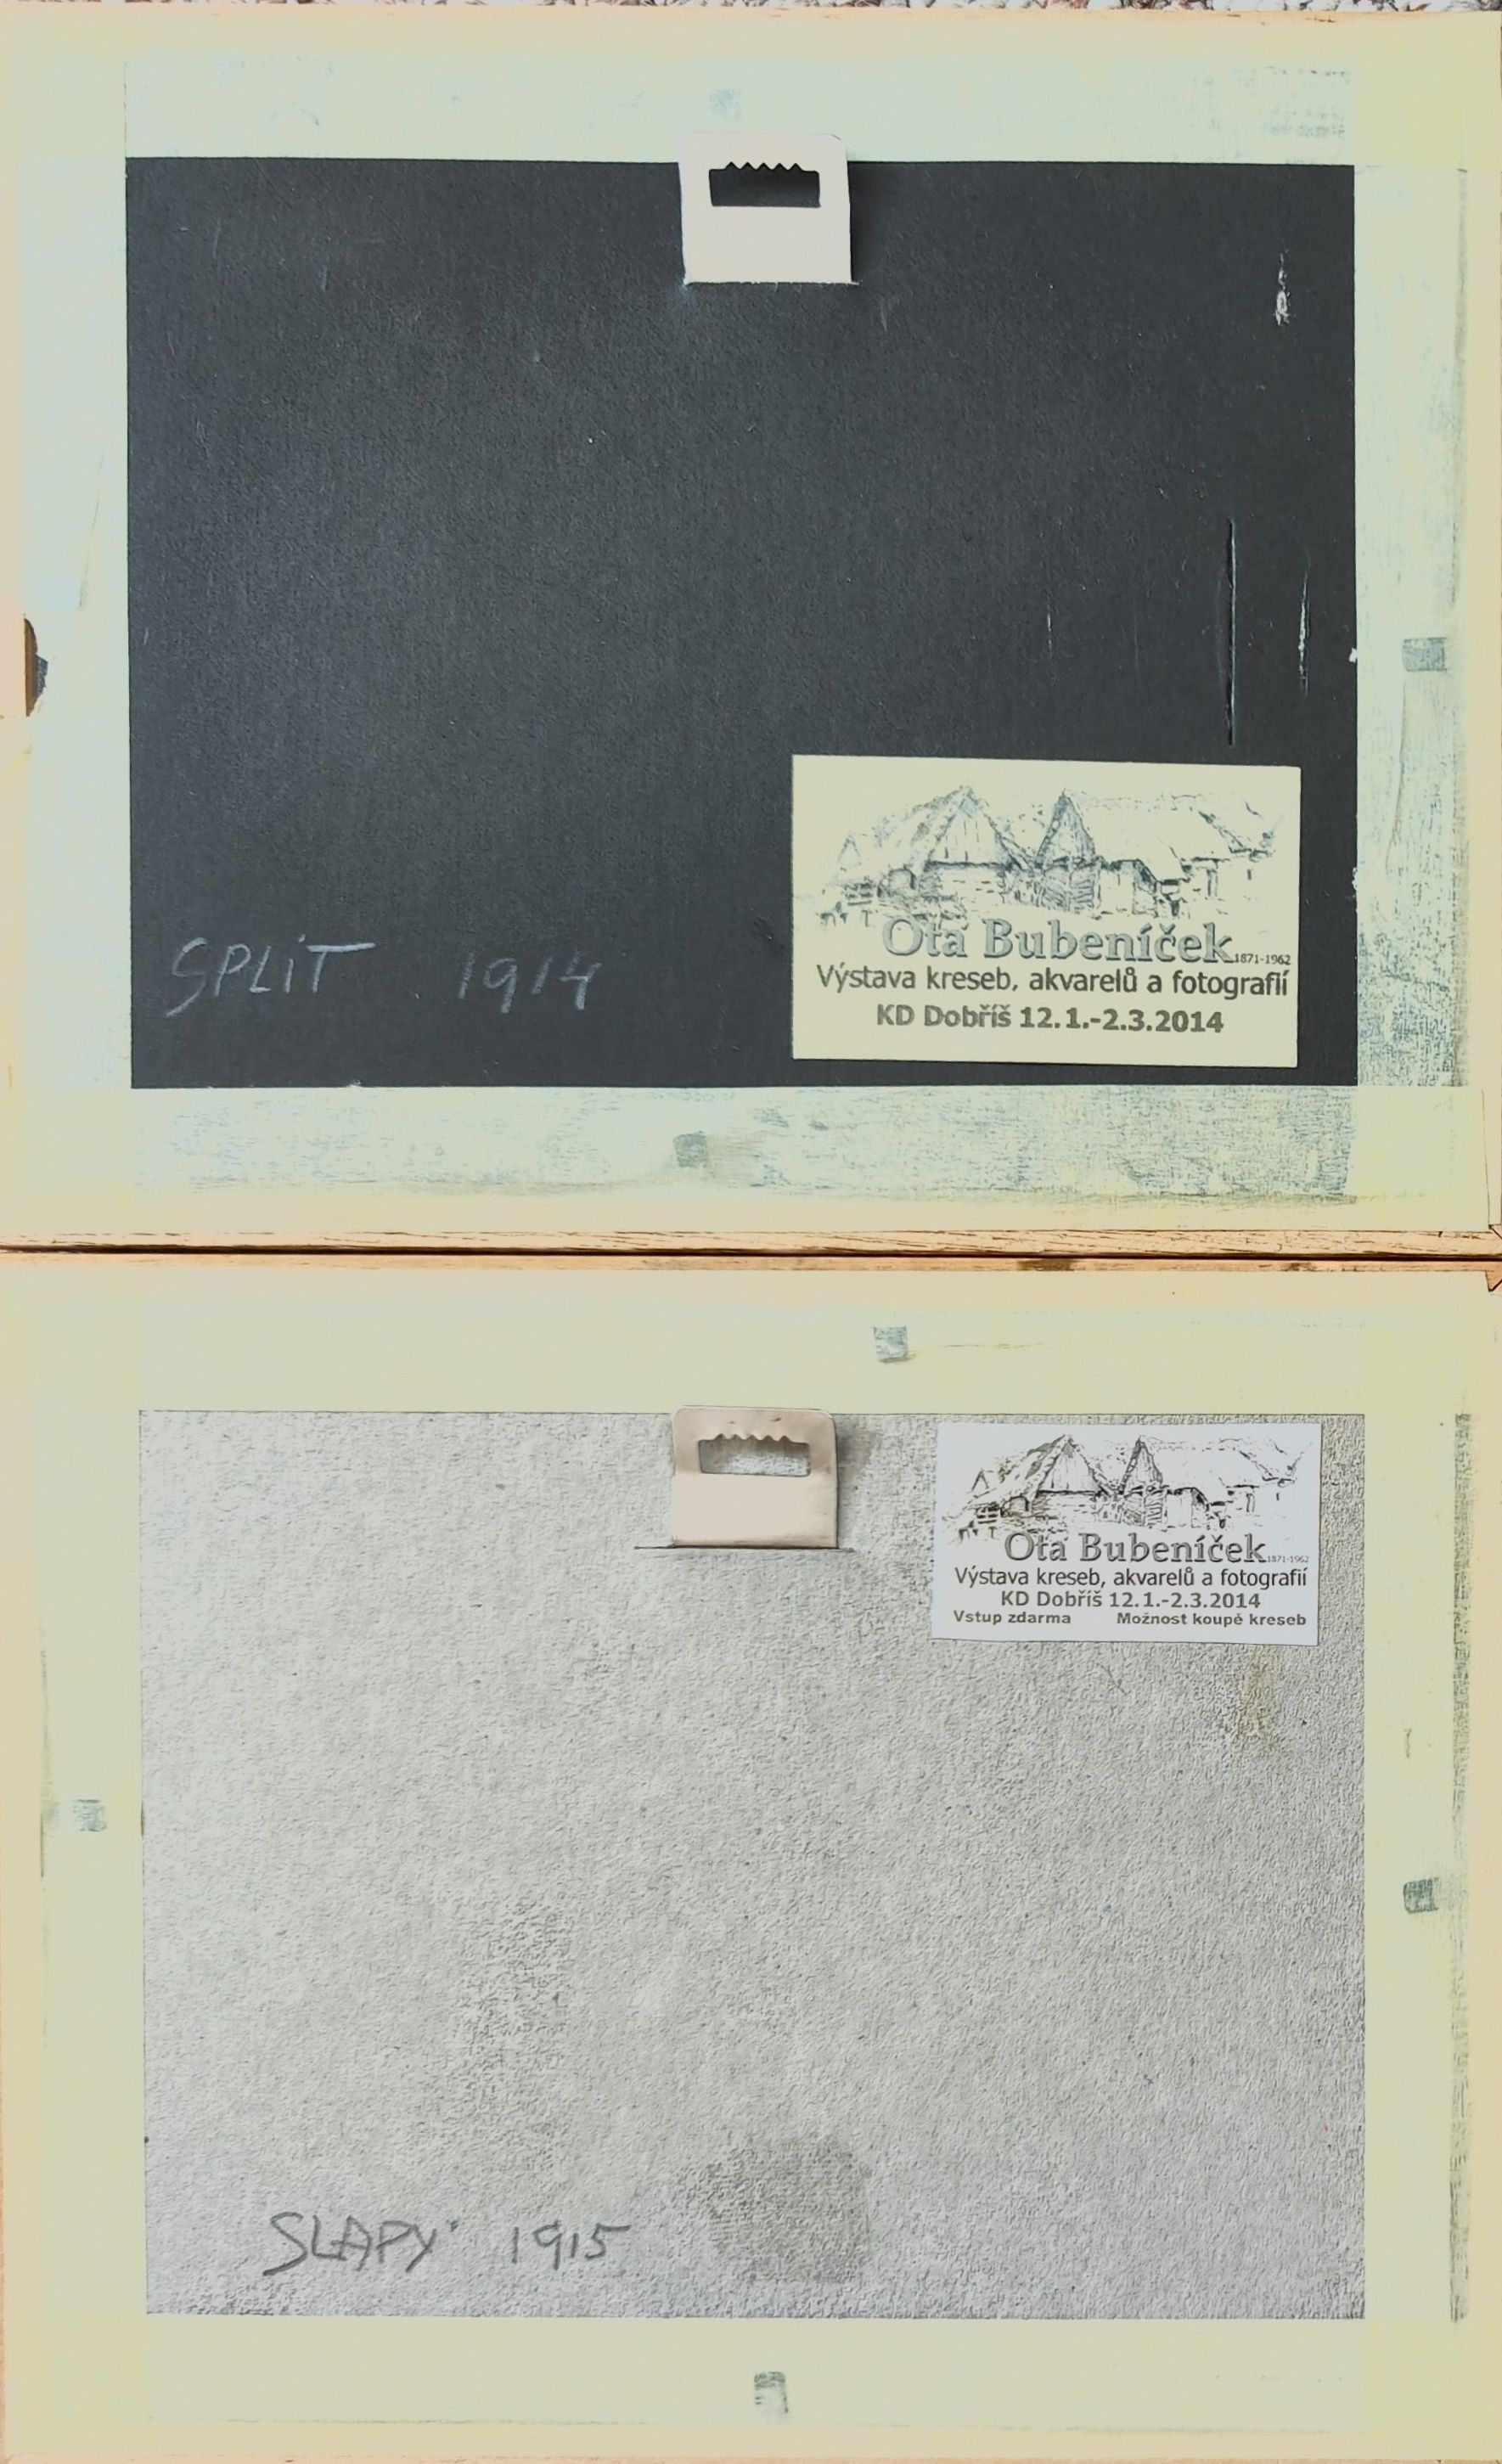 SPLiT 1914
Ota Bubeníček 1871-1962
Výstava kreseb, akvarelů a fotografií
KD Dobříš 12.1.-2.3.2014
Ota Bubeníček 1871-1962
Výstava kreseb, akvarelů a fotografií
KD Dobříš 12.1.-2.3.2014
Vstup zdarma Možnost koupě kreseb
SLAPY 1915